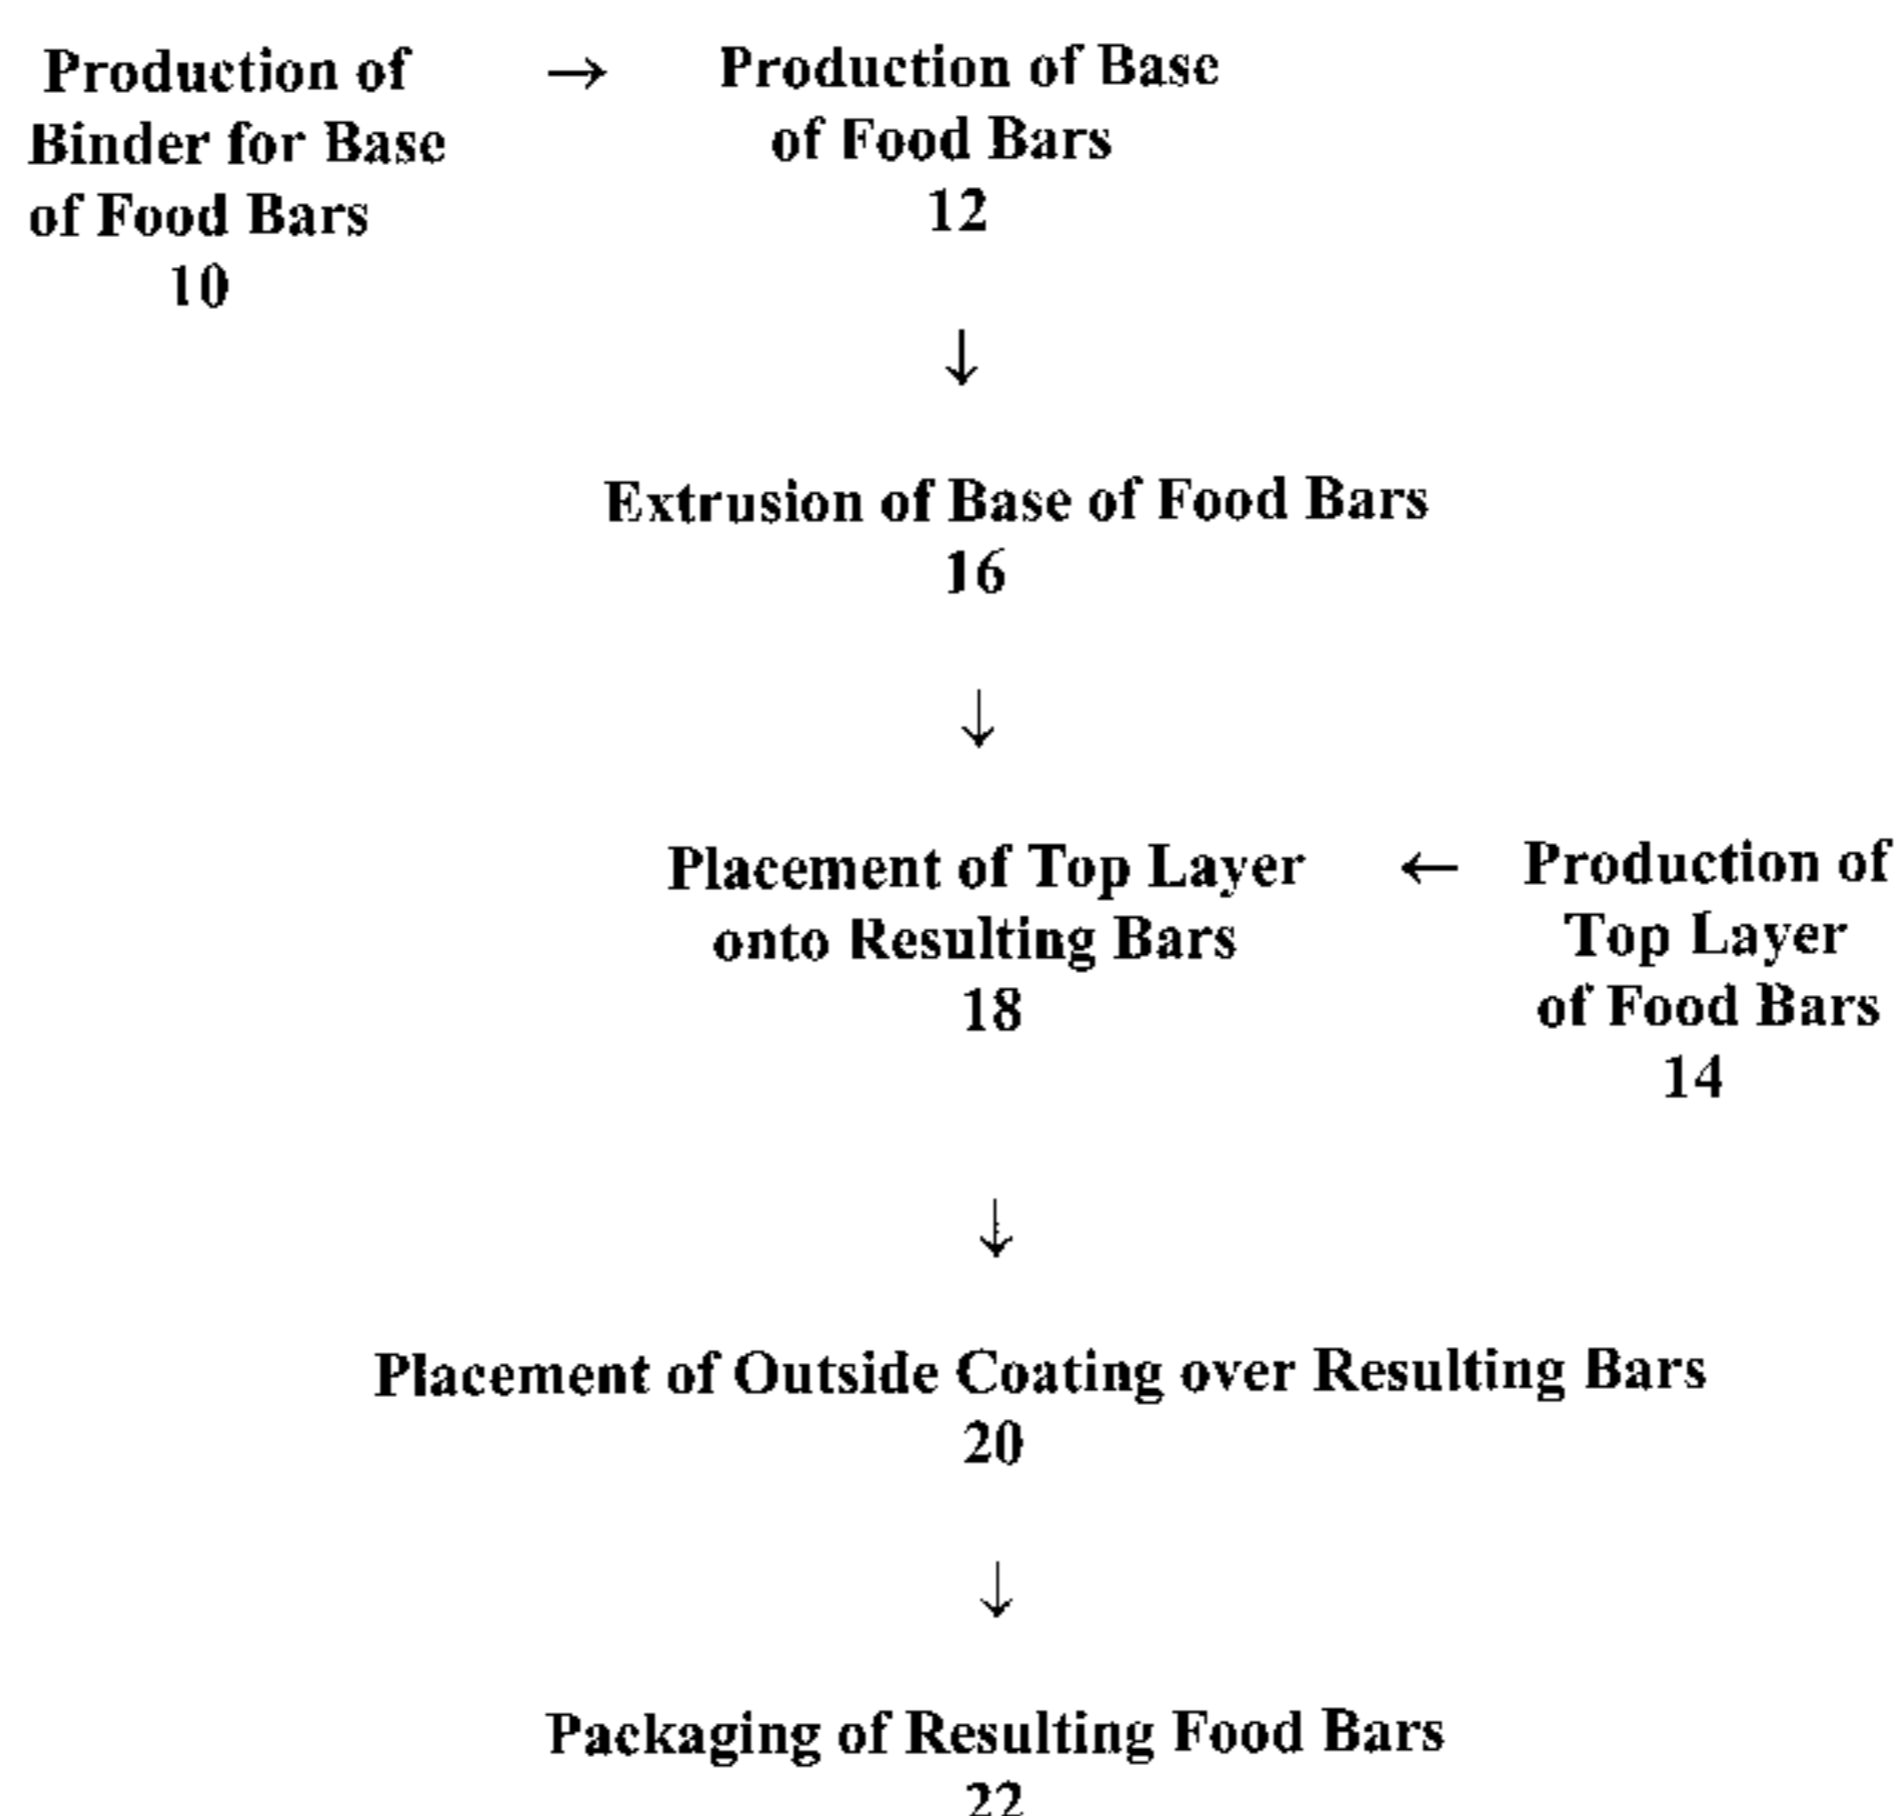 Production of
Binder for Base
of Food Bars
10
→
Production of Base
of Food Bars
12
↓
Extrusion of Base of Food Bars
16
↓
Placement of Top Layer
onto Resulting Bars
18
←
Production of
Top Layer
of Food Bars
14
↓
Placement of Outside Coating over Resulting Bars
20
↓
Packaging of Resulting Food Bars
22